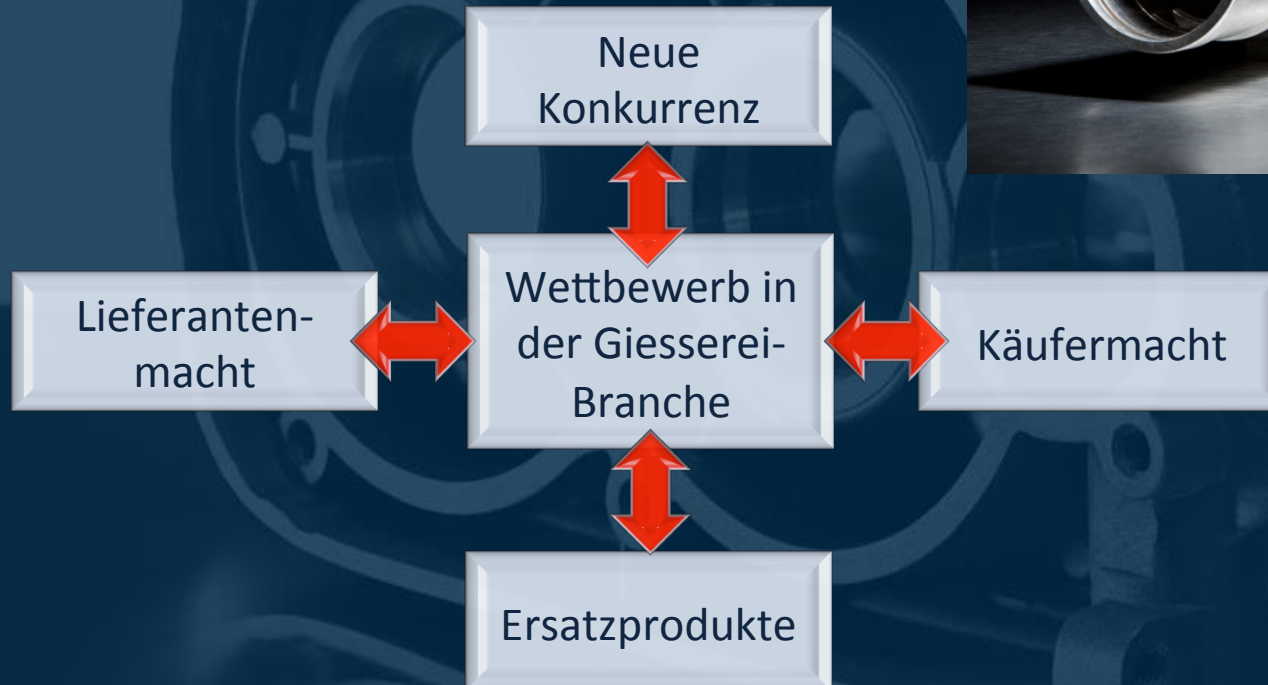 Neue
Konkurrenz
Lieferanten-
macht
Wettbewerb in
der Giesserei-
Branche
Käufermacht
Ersatzprodukte